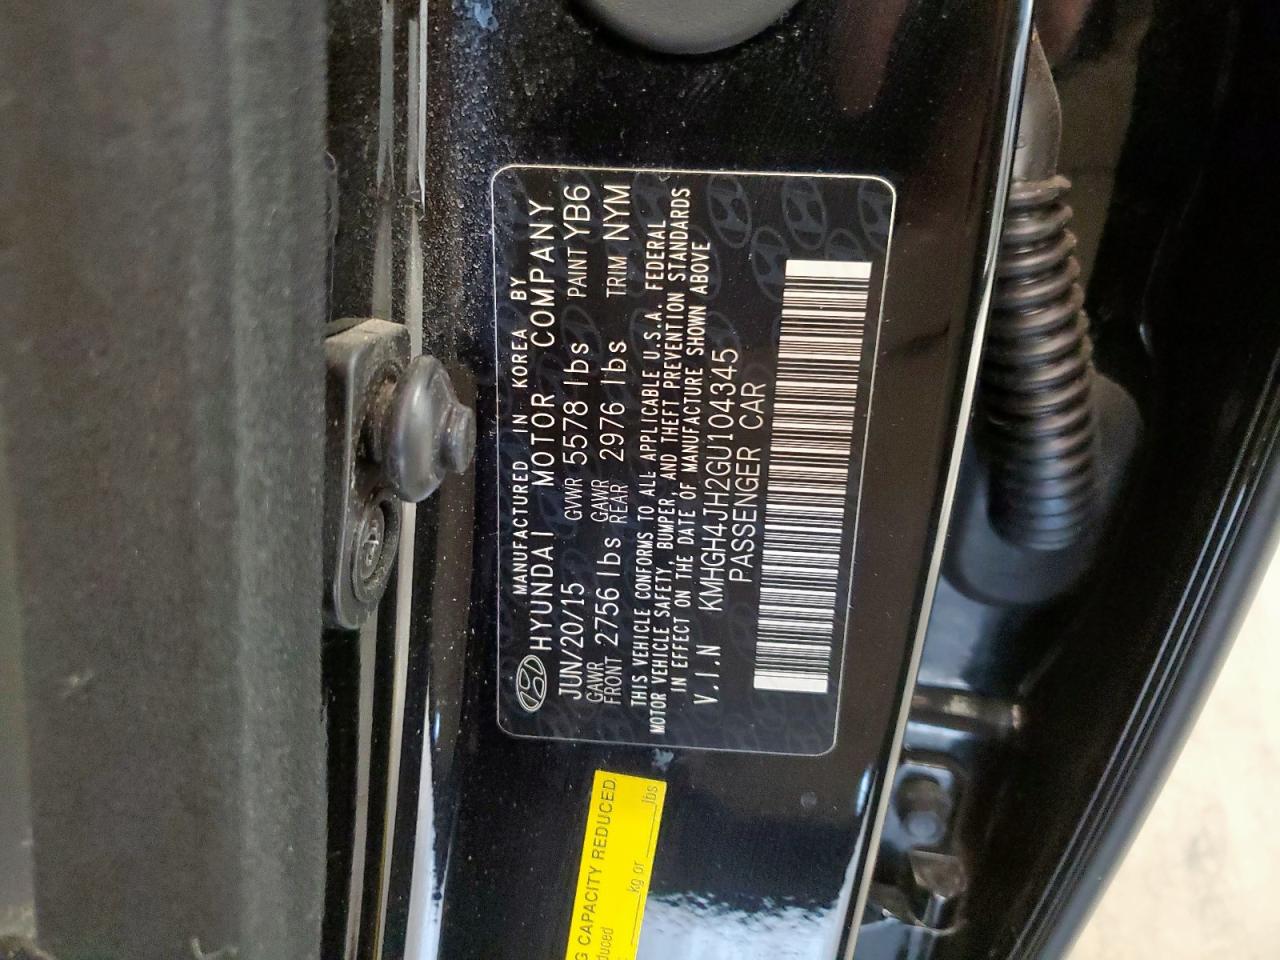 MANUFACTURED IN KOREA BY
HYUNDAI MOTOR COMPANY
JUN/20/15 GVWR 5578 lbs PAINT YB6
GAWR FRONT 2756 lbs GAWR REAR 2976 lbs TRIM NYM
THIS VEHICLE CONFORMS TO ALL APPLICABLE U.S.A. FEDERAL
MOTOR VEHICLE SAFETY, BUMPER, AND THEFT PREVENTION STANDARDS
IN EFFECT ON THE DATE OF MANUFACTURE SHOWN ABOVE
V.I.N KMHGH4JH2GU104345
PASSENGER CAR
G CAPACITY REDUCED
duced
kg or lbs